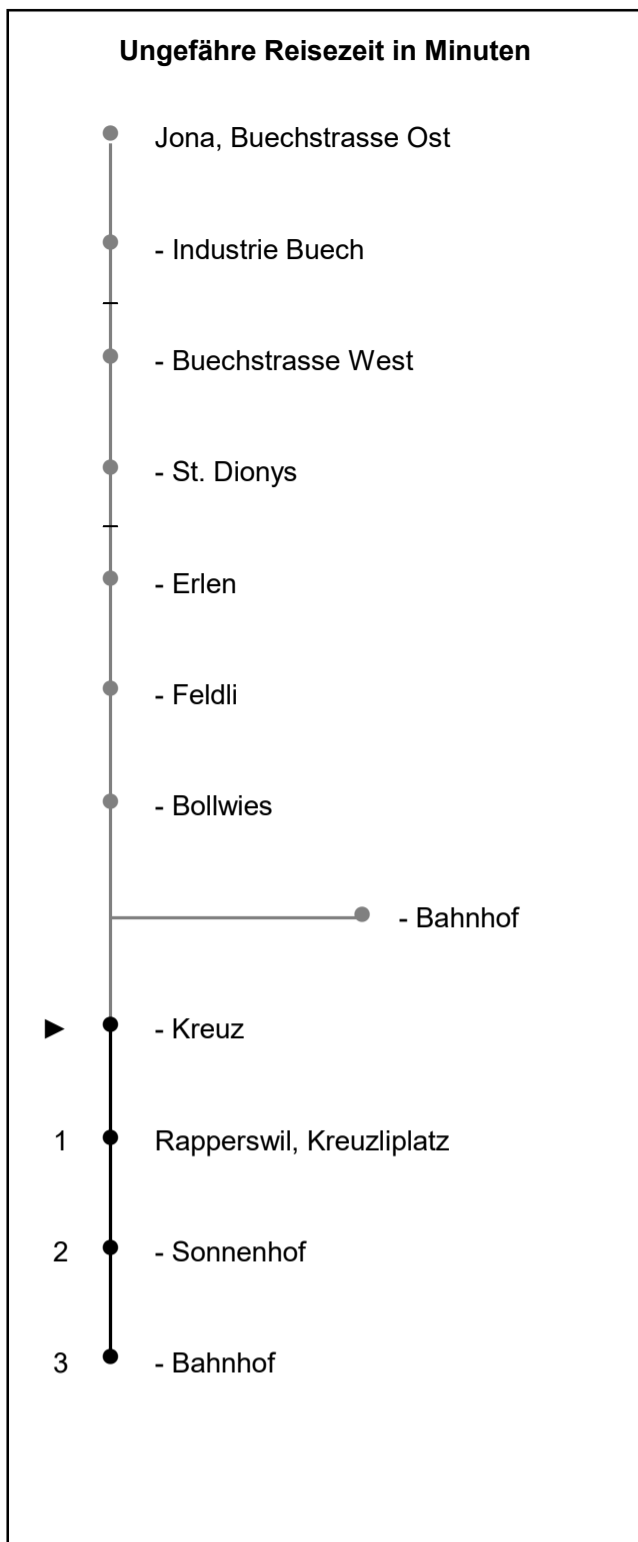 Ungefähre Reisezeit in Minuten
Jona, Buechstrasse Ost
- Industrie Buech
- Buechstrasse West
- St. Dionys
- Erlen
- Feldli
- Bollwies
- Bahnhof
► - Kreuz
1 Rapperswil, Kreuzliplatz
2 - Sonnenhof
3 - Bahnhof